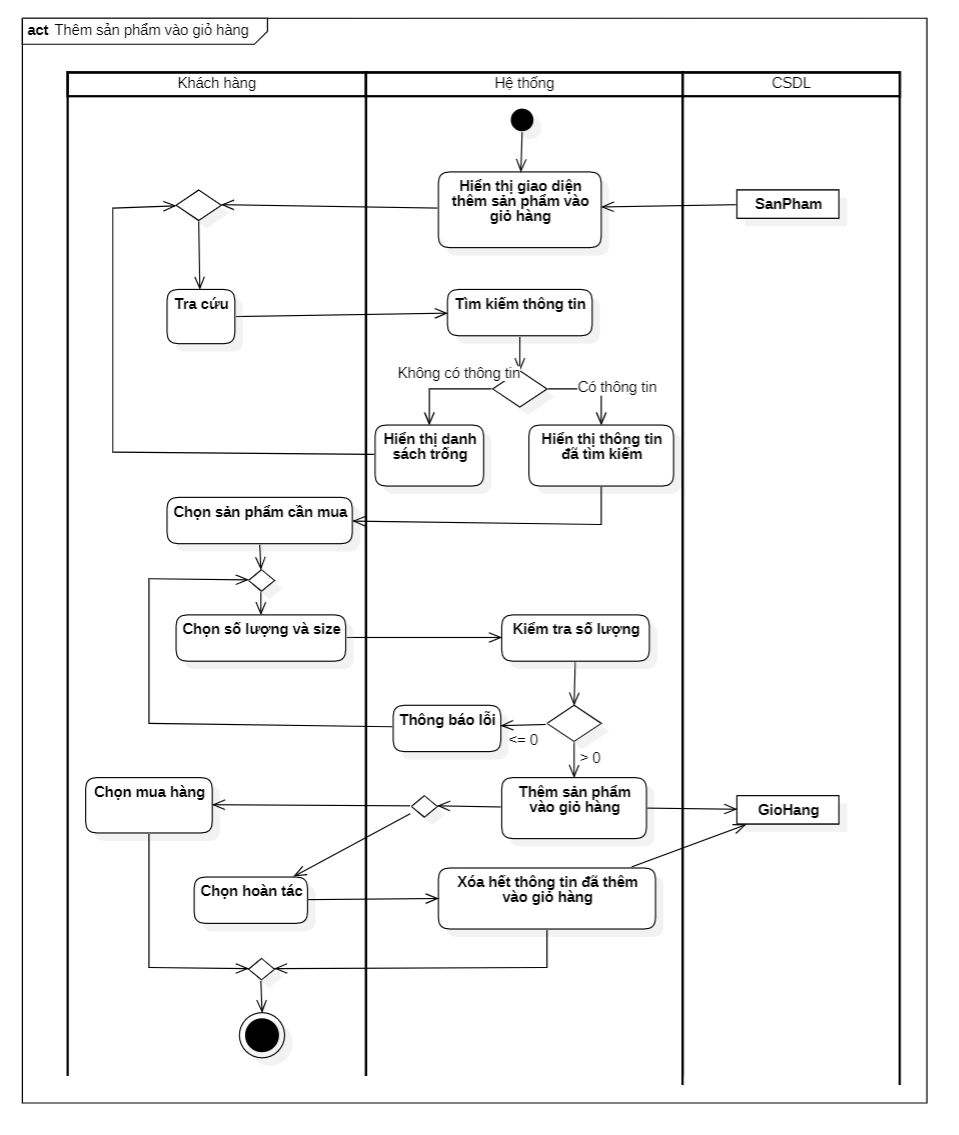 act Thêm sản phẩm vào giỏ hàng
Khách hàng
Hệ thống
CSDL
Hiển thị giao diện
thêm sản phẩm vào
giỏ hàng
SanPham
Tra cứu
Tìm kiếm thông tin
Không có thông tin
Có thông tin
Hiển thị danh
sách trống
Hiển thị thông tin
đã tìm kiếm
Chọn sản phẩm cần mua
Chọn số lượng và size
Kiểm tra số lượng
Thông báo lỗi
<= 0
> 0
Chọn mua hàng
Thêm sản phẩm
vào giỏ hàng
GioHang
Chọn hoàn tác
Xóa hết thông tin đã thêm
vào giỏ hàng